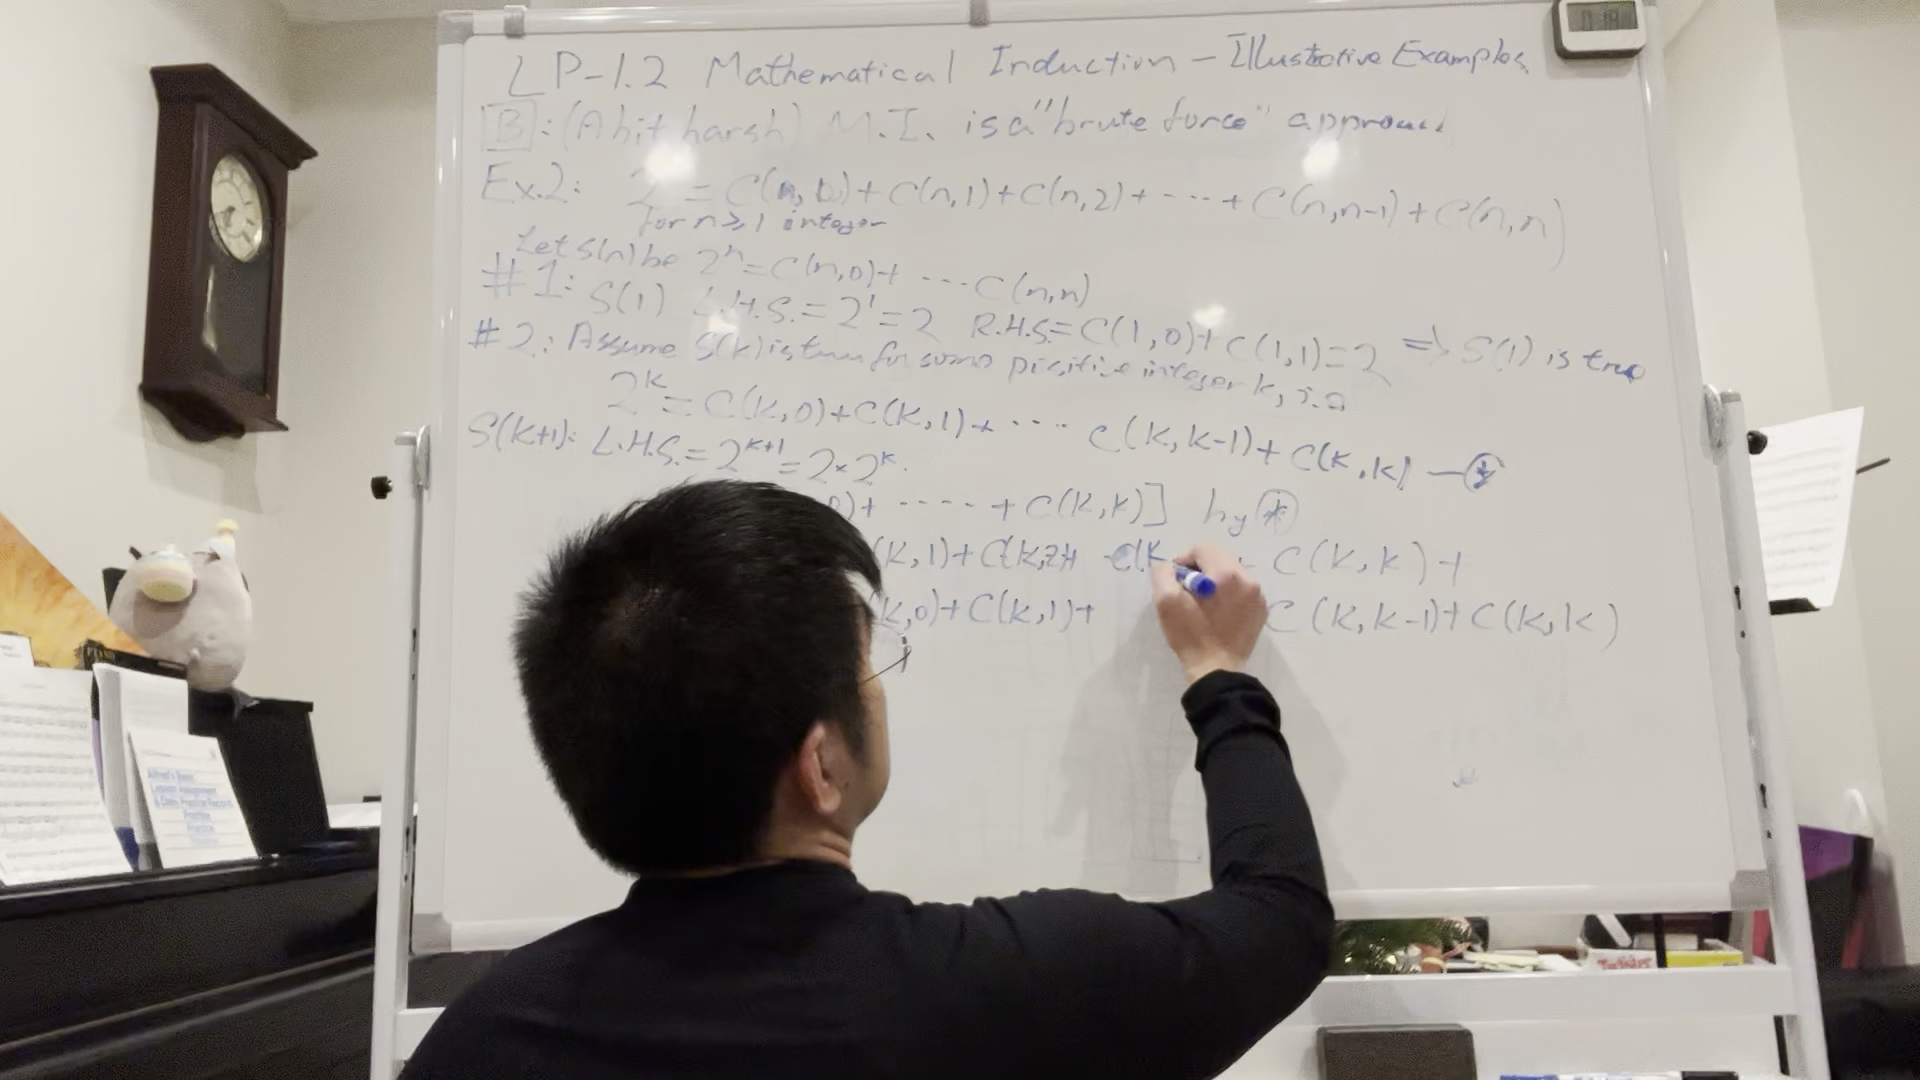 LP-1.2 Mathematical Induction - Illustrative Examples
B: (A bit harsh) M.I. is a "brute force" approach
Ex.2: 2ⁿ = C(n,0)+C(n,1)+C(n,2)+ ---- + C(n,n-1)+C(n,n)
for n≥1 integer
Let S(n) be 2ⁿ=C(n,0)+ ---C(n,n)
#1: S(1) L.H.S.=2¹=2 R.H.S.=C(1,0)+C(1,1)=2 => S(1) is true
#2: Assume S(k) is true for some positive integer k, i.e
2ᵏ=C(k,0)+C(k,1)+ ---- C(k,k-1)+C(k,k) — *
S(k+1): L.H.S.=2ᵏ⁺¹=2×2ᵏ.
0)+ ----- +C(k,k)] by *
(k,1)+C(k,2)+ C(k C(k,k)+
(k,0)+C(k,1)+ C(k,k-1)+C(k,k)
Twister